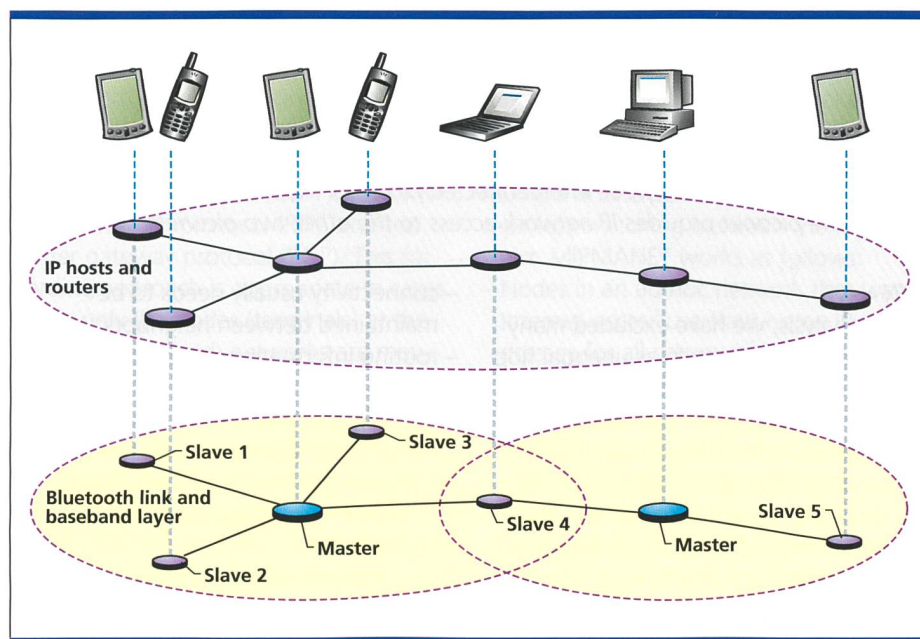 IP hosts and
routers
Slave 1
Slave 3
Bluetooth link and
baseband layer
Slave 4
Slave 5
Master
Master
Slave 2